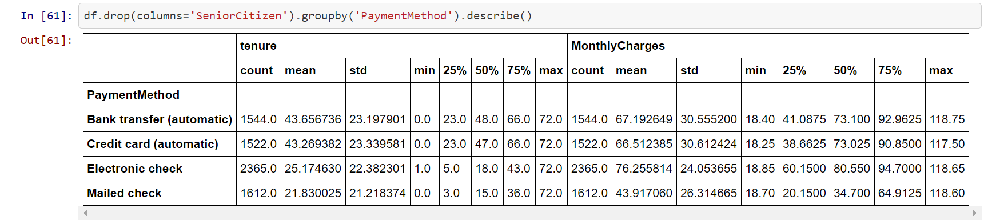 In [61]: df.drop(columns='SeniorCitizen').groupby('PaymentMethod').describe()
Out[61]:
tenure MonthlyCharges
count mean std min 25% 50% 75% max count mean std min 25% 50% 75% max
PaymentMethod
Bank transfer (automatic) 1544.0 43.656736 23.197901 0.0 23.0 48.0 66.0 72.0 1544.0 67.192649 30.555200 18.40 41.0875 73.100 92.9625 118.75
Credit card (automatic) 1522.0 43.269382 23.339581 0.0 23.0 47.0 66.0 72.0 1522.0 66.512385 30.612424 18.25 38.6625 73.025 90.8500 117.50
Electronic check 2365.0 25.174630 22.382301 1.0 5.0 18.0 43.0 72.0 2365.0 76.255814 24.053655 18.85 60.1500 80.550 94.7000 118.65
Mailed check 1612.0 21.830025 21.218374 0.0 3.0 15.0 36.0 72.0 1612.0 43.917060 26.314665 18.70 20.1500 34.700 64.9125 118.60